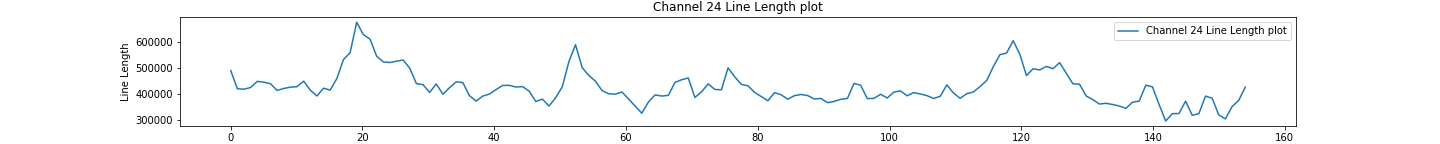 Channel 24 Line Length plot
Line Length
600000
500000
400000
300000
Channel 24 Line Length plot
0 20 40 60 80 100 120 140 160